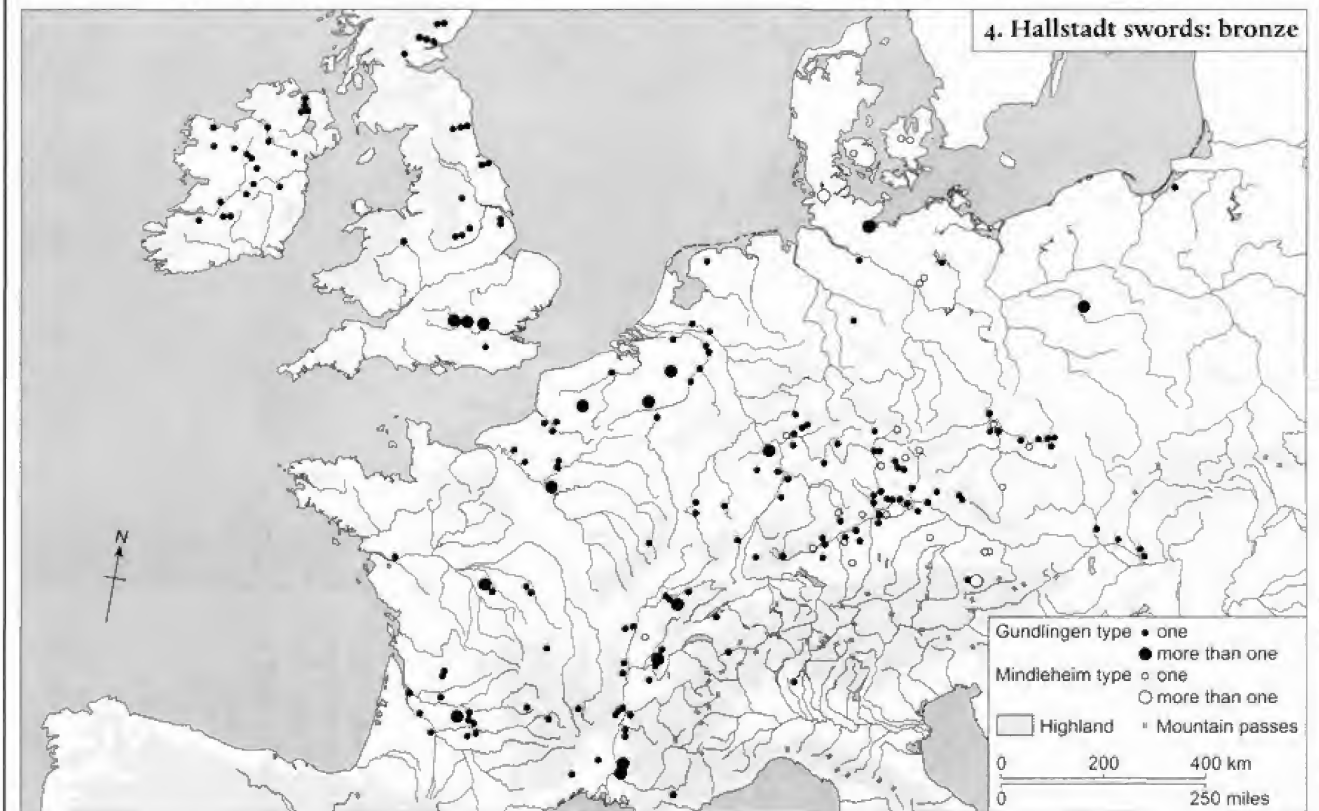 4. Hallstadt swords: bronze
N
Gundlingen type • one
● more than one
Mindleheim type ○ one
○ more than one
Highland × Mountain passes
0 200 400 km
0 250 miles